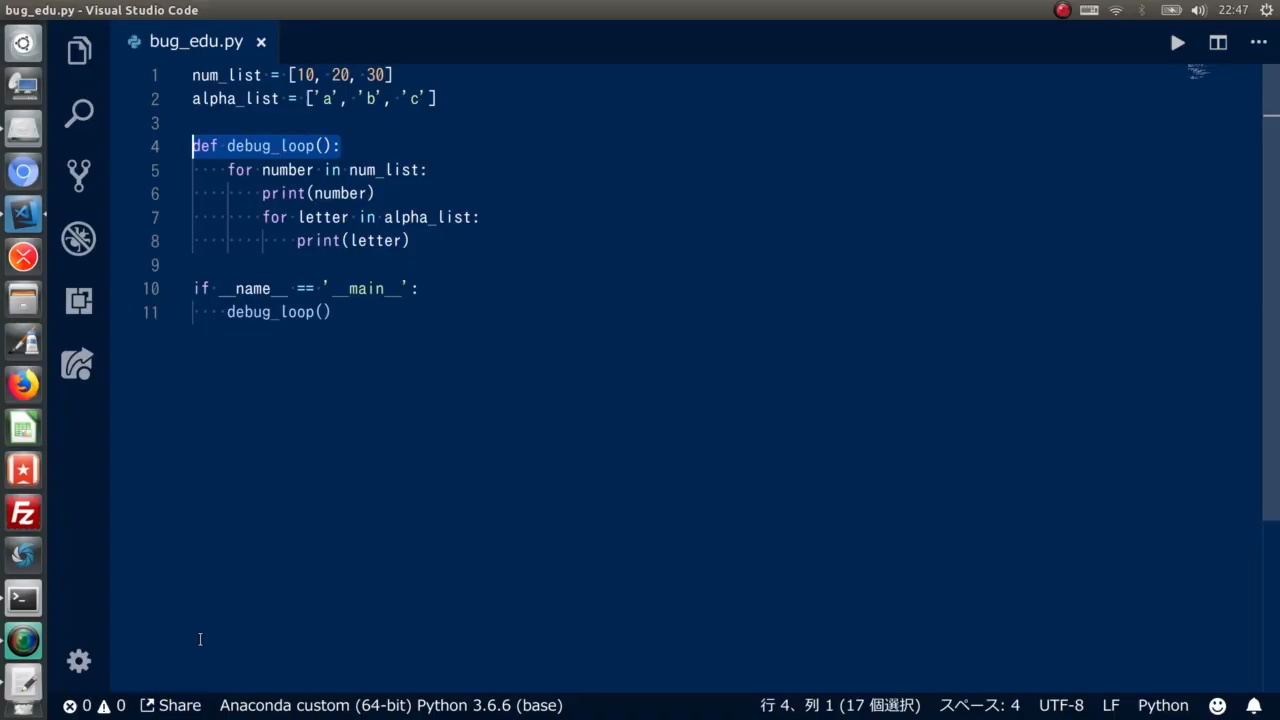 bug_edu.py - Visual Studio Code
22:47
bug_edu.py
1 num_list = [10, 20, 30]
2 alpha_list = ['a', 'b', 'c']
3
4 def debug_loop():
5 for number in num_list:
6 print(number)
7 for letter in alpha_list:
8 print(letter)
9
10 if __name__ == '__main__':
11 debug_loop()
0 0 Share Anaconda custom (64-bit) Python 3.6.6 (base) 行 4、列 1 (17 個選択) スペース: 4 UTF-8 LF Python